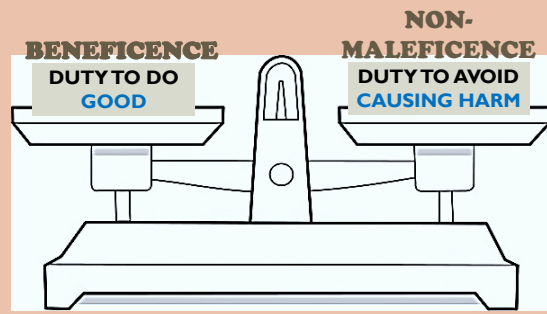 BENEFICENCE
DUTY TO DO
GOOD
NON-
MALEFICENCE
DUTY TO AVOID
CAUSING HARM